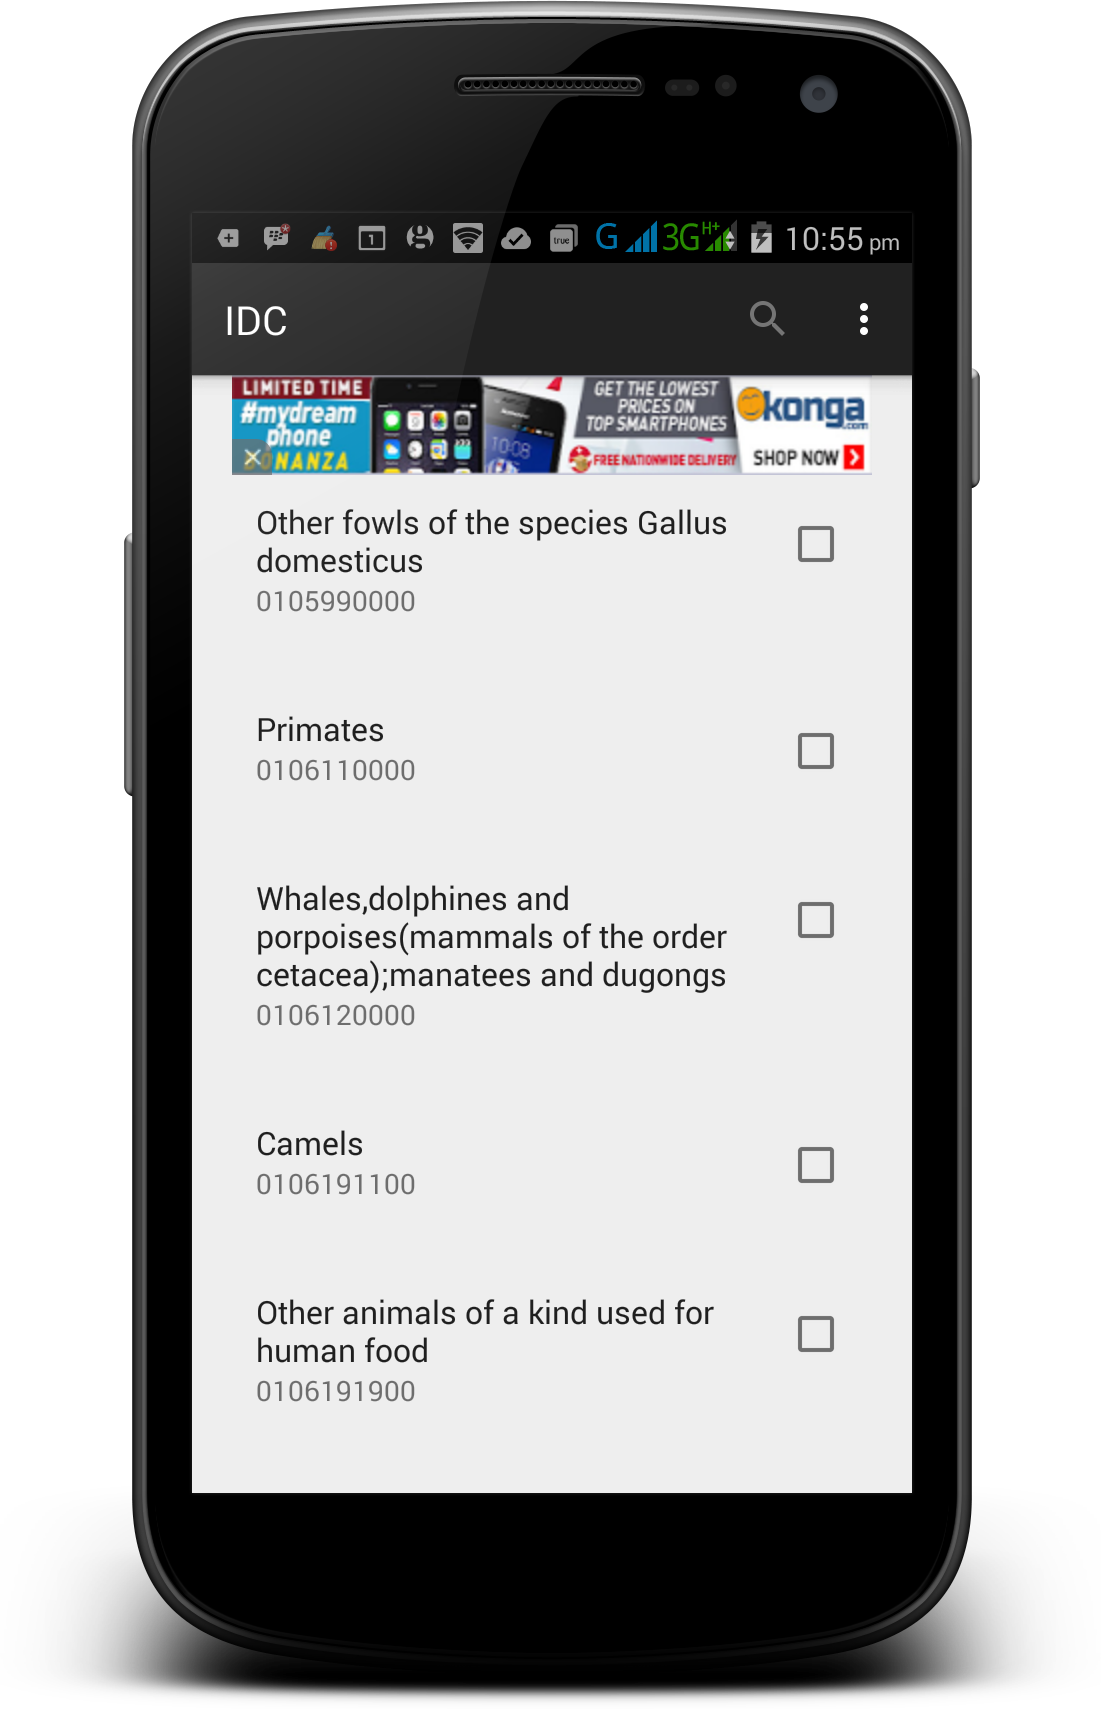 1
true
G 3G H+ 10:55 pm
IDC
LIMITED TIME
#mydream
phone
BONANZA
10:08
GET THE LOWEST
PRICES ON
TOP SMARTPHONES
FREE NATIONWIDE DELIVERY
konga
.com
SHOP NOW
Other fowls of the species Gallus
domesticus
0105990000
Primates
0106110000
Whales,dolphines and
porpoises(mammals of the order
cetacea);manatees and dugongs
0106120000
Camels
0106191100
Other animals of a kind used for
human food
0106191900